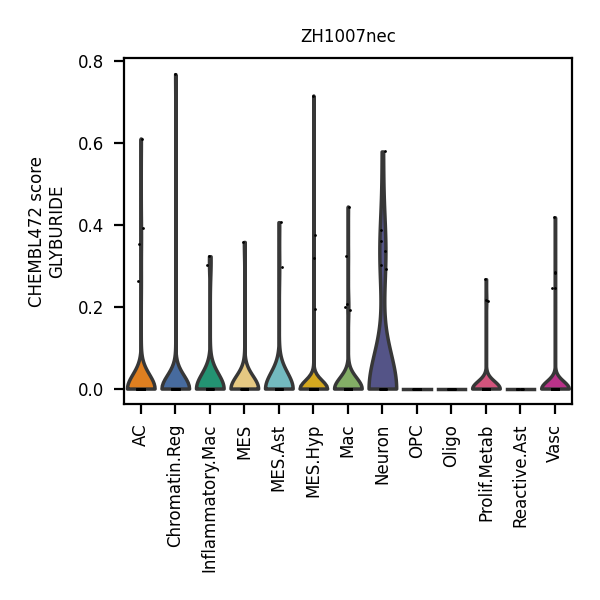 ZH1007nec
CHEMBL472 score
GLYBURIDE
0.8
0.6
0.4
0.2
0.0
AC
Chromatin.Reg
Inflammatory.Mac
MES
MES.Ast
MES.Hyp
Mac
Neuron
OPC
Oligo
Prolif.Metab
Reactive.Ast
Vasc